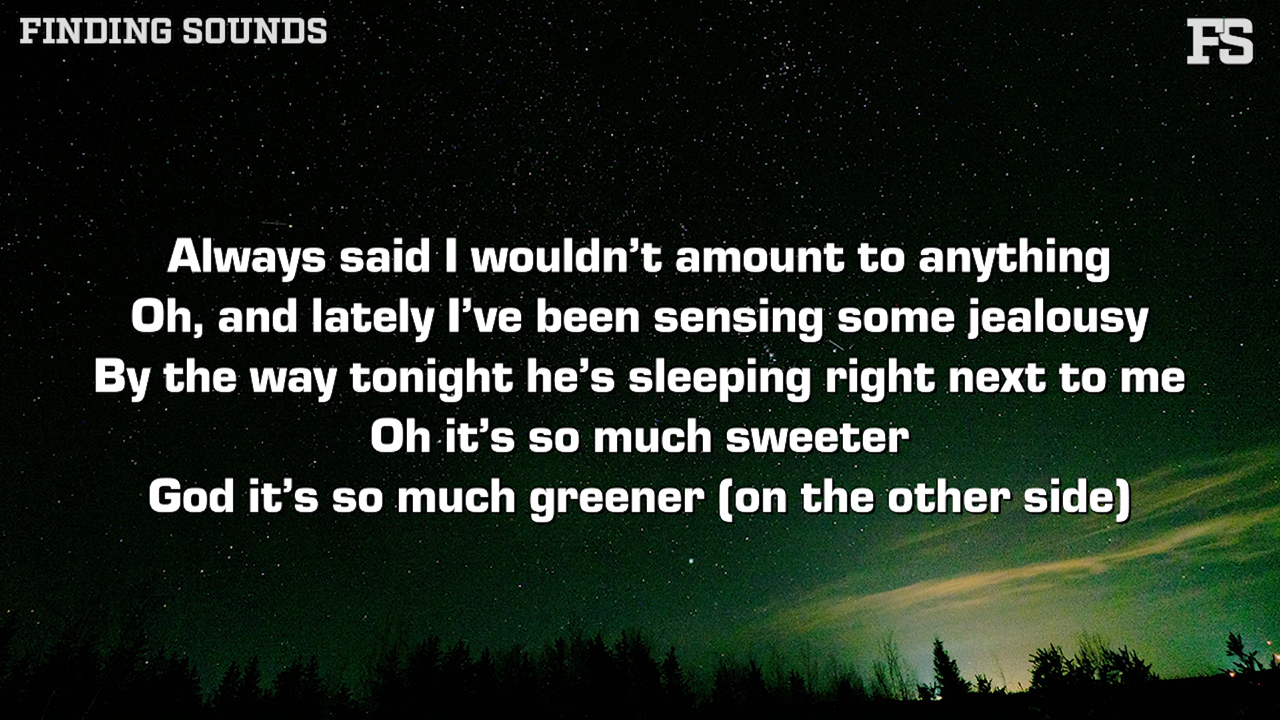 FINDING SOUNDS
FS
Always said I wouldn't amount to anything
Oh, and lately I've been sensing some jealousy
By the way tonight he's sleeping right next to me
Oh it's so much sweeter
God it's so much greener (on the other side)